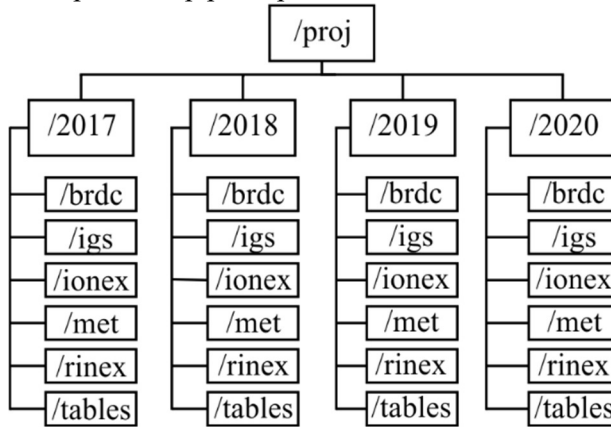 /proj
/2017 /2018 /2019 /2020
/brdc /brdc /brdc /brdc
/igs /igs /igs /igs
/ionex /ionex /ionex /ionex
/met /met /met /met
/rinex /rinex /rinex /rinex
/tables /tables /tables /tables